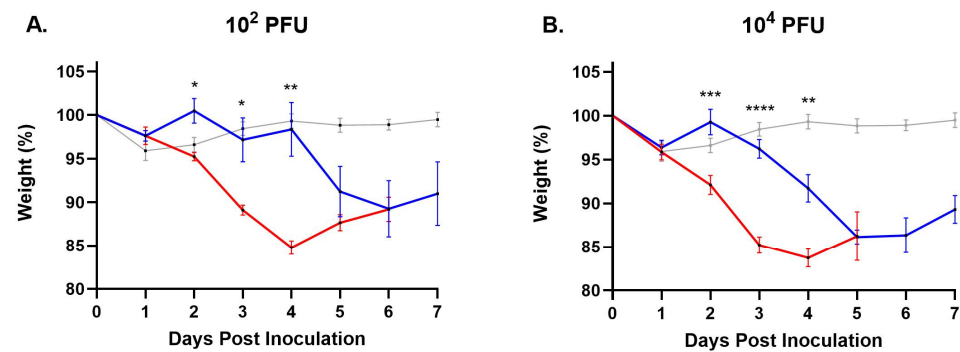 A.
10² PFU
* * **
105
100
95
90
85
80
Weight (%)
0 1 2 3 4 5 6 7
Days Post Inoculation
B.
10⁴ PFU
*** **** **
105
100
95
90
85
80
Weight (%)
0 1 2 3 4 5 6 7
Days Post Inoculation